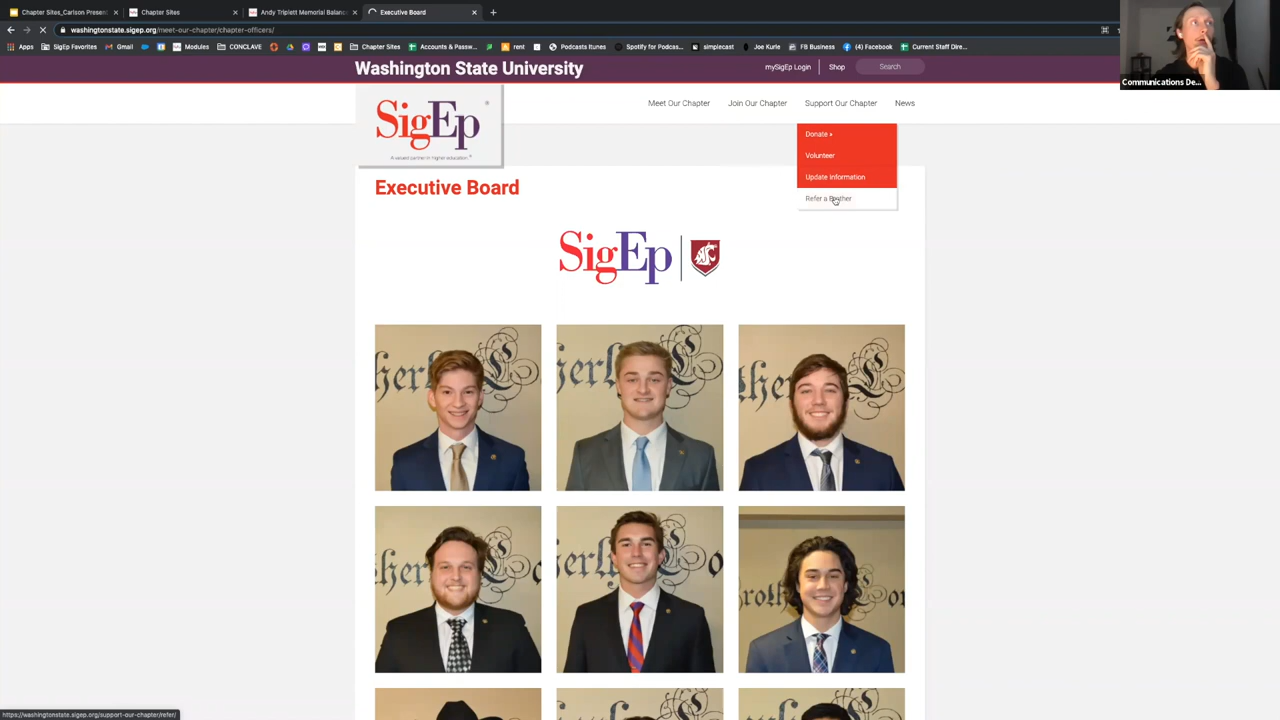 Chapter Sites_Carlson Present
Chapter Sites
Andy Triplett Memorial Balance
Executive Board
washingtonstate.sigep.org/meet-our-chapter/chapter-officers/
Apps
SigEp Favorites
Gmail
Modules
CONCLAVE
Chapter Sites
Accounts & Passw...
rent
Podcasts Itunes
Spotify for Podcas...
simplecast
Joe Kurle
FB Business
(4) Facebook
Current Staff Dire...
Communications De...
Washington State University
mySigEp Login
Shop
Search
SigEp®
A valued partner in higher education.®
Meet Our Chapter
Join Our Chapter
Support Our Chapter
News
Donate »
Volunteer
Update Information
Refer a Brother
Executive Board
SigEp
https://washingtonstate.sigep.org/support-our-chapter/refer/